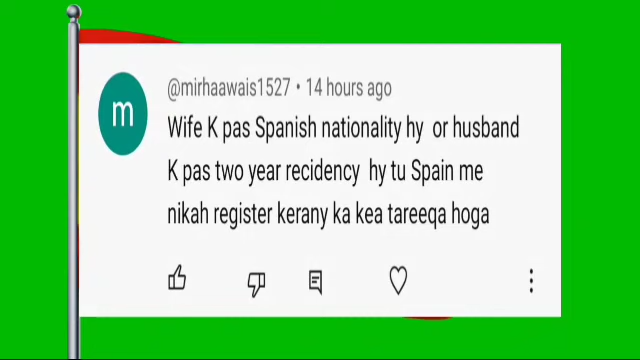 @mirhaawais1527 • 14 hours ago
Wife K pas Spanish nationality hy or husband
K pas two year recidency hy tu Spain me
nikah register kerany ka kea tareeqa hoga